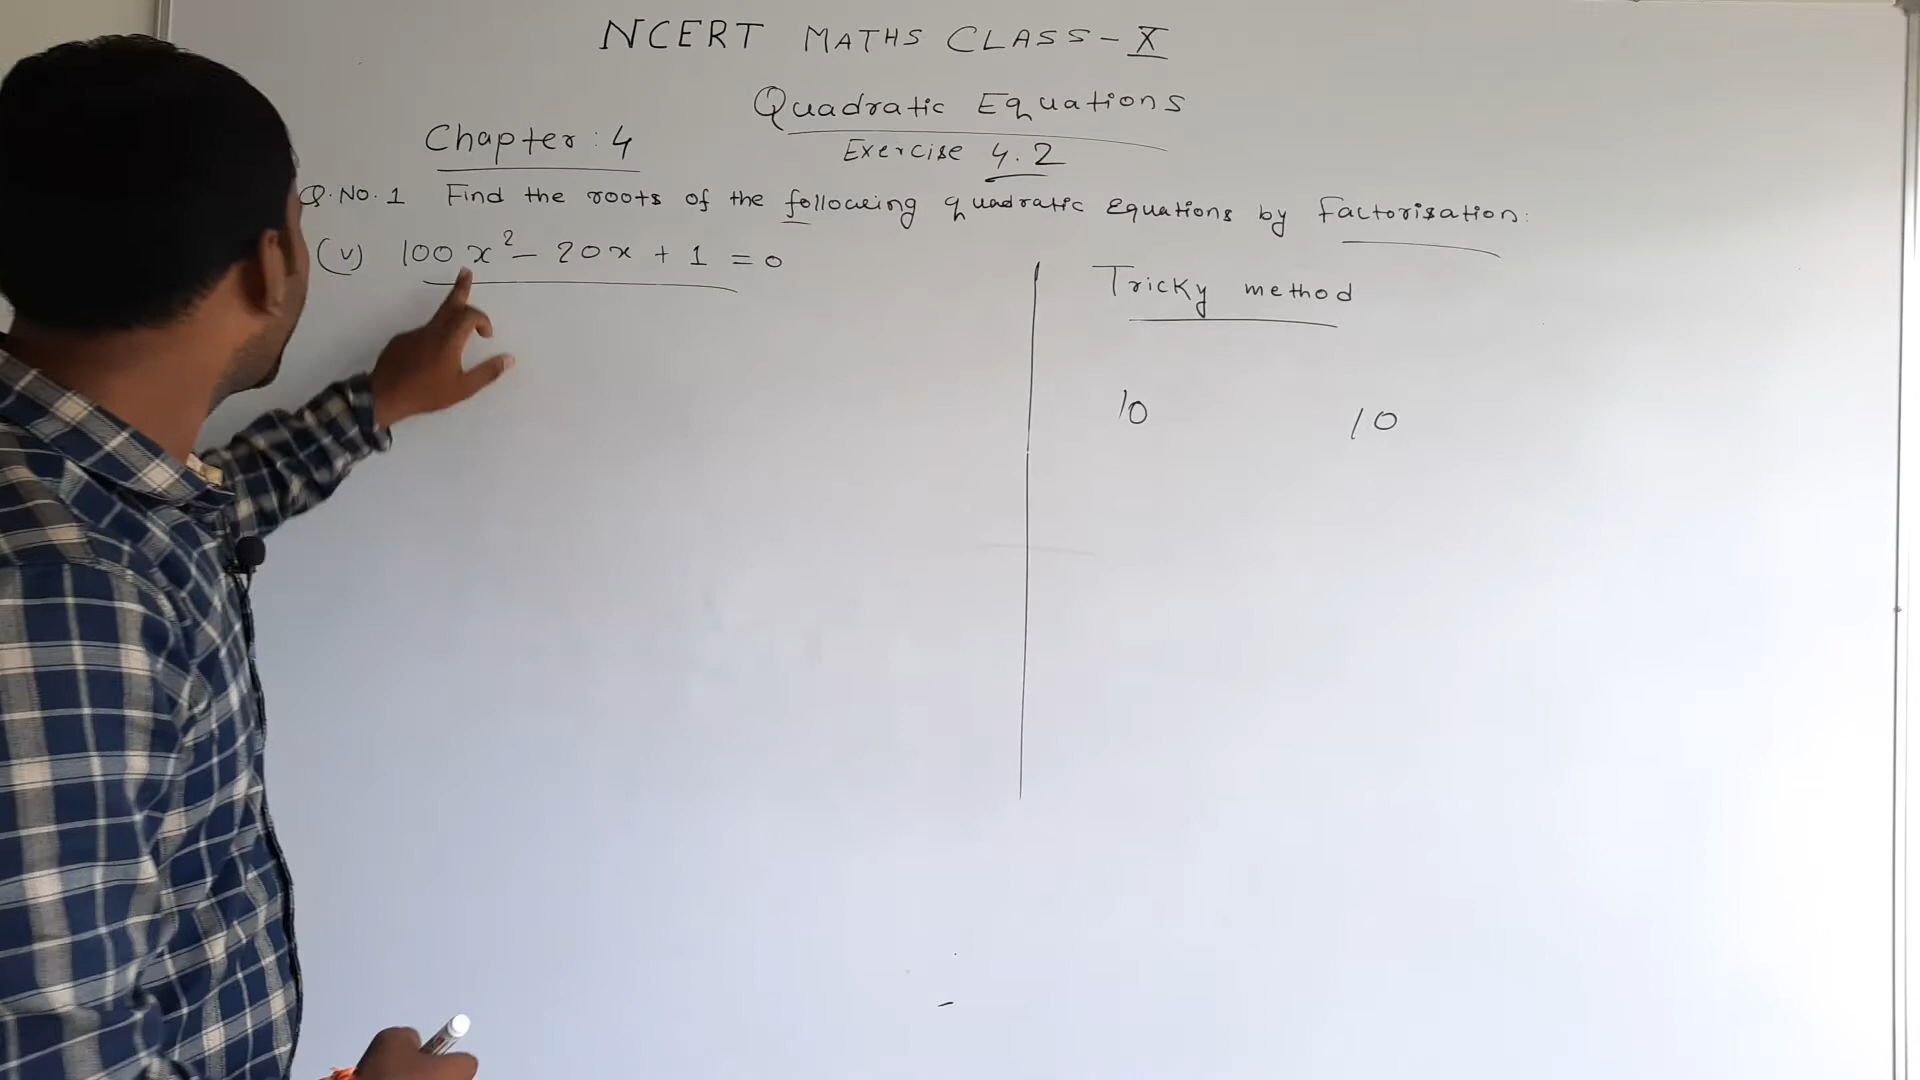 NCERT MATHS CLASS-X
Quadratic Equations
Chapter: 4
Exercise 4.2
Q.No.1 Find the roots of the following quadratic equations by factorisation:
(v) 100x² - 20x + 1 = 0
Tricky method
10 10